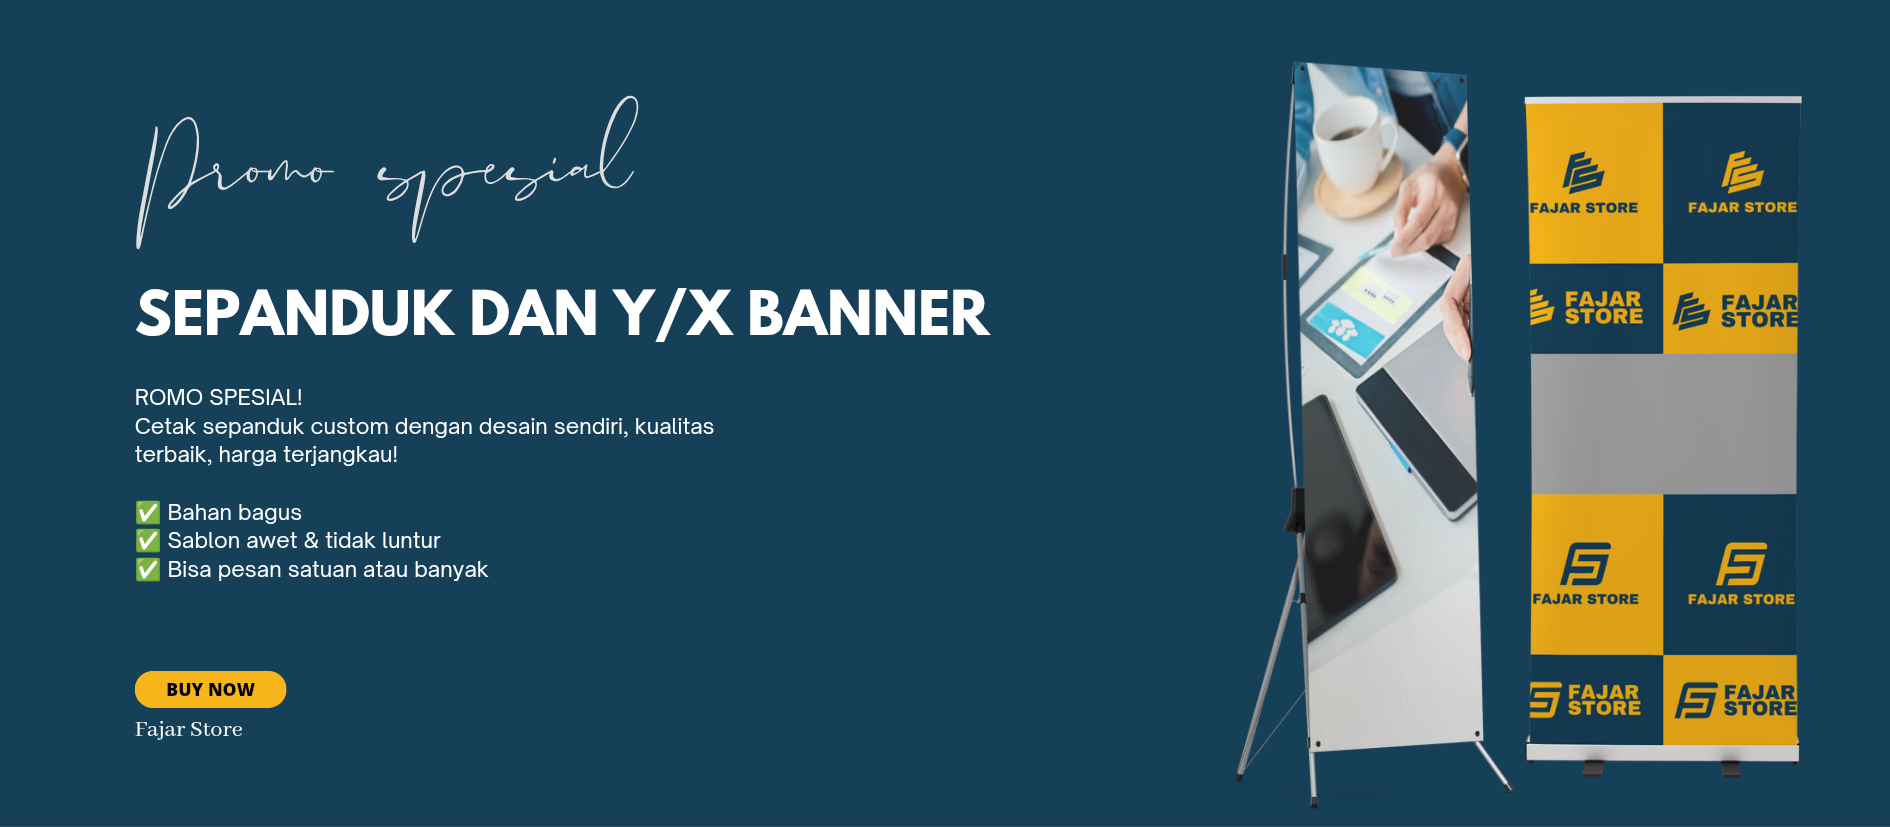 Promo spesial
SEPANDUK DAN Y/X BANNER
ROMO SPESIAL!
Cetak sepanduk custom dengan desain sendiri, kualitas
terbaik, harga terjangkau!
✅ Bahan bagus
✅ Sablon awet & tidak luntur
✅ Bisa pesan satuan atau banyak
BUY NOW
Fajar Store
FAJAR STORE
FAJAR STORE
FAJAR
STORE
FAJAR
STORE
FAJAR STORE
FAJAR STORE
FAJAR
STORE
FAJAR
STORE